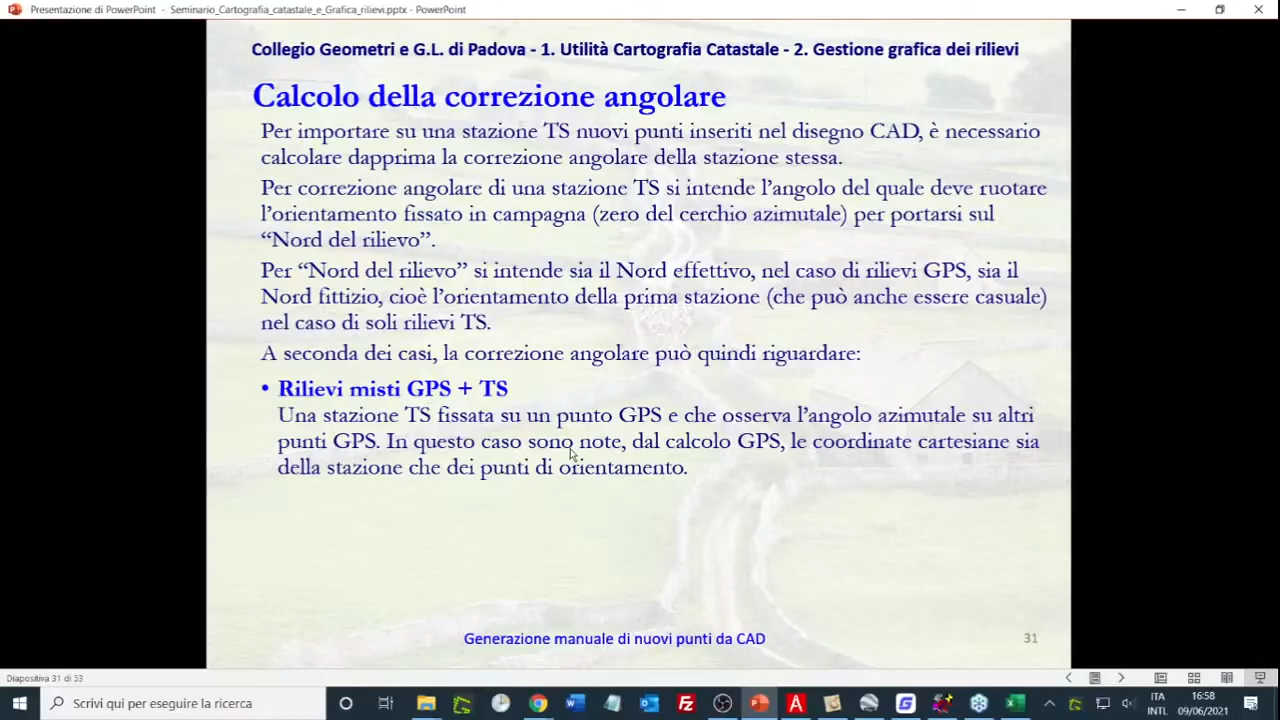 Presentazione di PowerPoint - Seminario_Cartografia_catastale_e_Grafica_rilievi.pptx - PowerPoint
Collegio Geometri e G.L. di Padova - 1. Utilità Cartografia Catastale - 2. Gestione grafica dei rilievi
Calcolo della correzione angolare
Per importare su una stazione TS nuovi punti inseriti nel disegno CAD, è necessario
calcolare dapprima la correzione angolare della stazione stessa.
Per correzione angolare di una stazione TS si intende l’angolo del quale deve ruotare
l’orientamento fissato in campagna (zero del cerchio azimutale) per portarsi sul
“Nord del rilievo”.
Per “Nord del rilievo” si intende sia il Nord effettivo, nel caso di rilievi GPS, sia il
Nord fittizio, cioè l’orientamento della prima stazione (che può anche essere casuale)
nel caso di soli rilievi TS.
A seconda dei casi, la correzione angolare può quindi riguardare:
• Rilievi misti GPS + TS
Una stazione TS fissata su un punto GPS e che osserva l’angolo azimutale su altri
punti GPS. In questo caso sono note, dal calcolo GPS, le coordinate cartesiane sia
della stazione che dei punti di orientamento.
Generazione manuale di nuovi punti da CAD
31
Diapositiva 31 di 53
Scrivi qui per eseguire la ricerca
ITA
INTL
16:58
09/06/2021